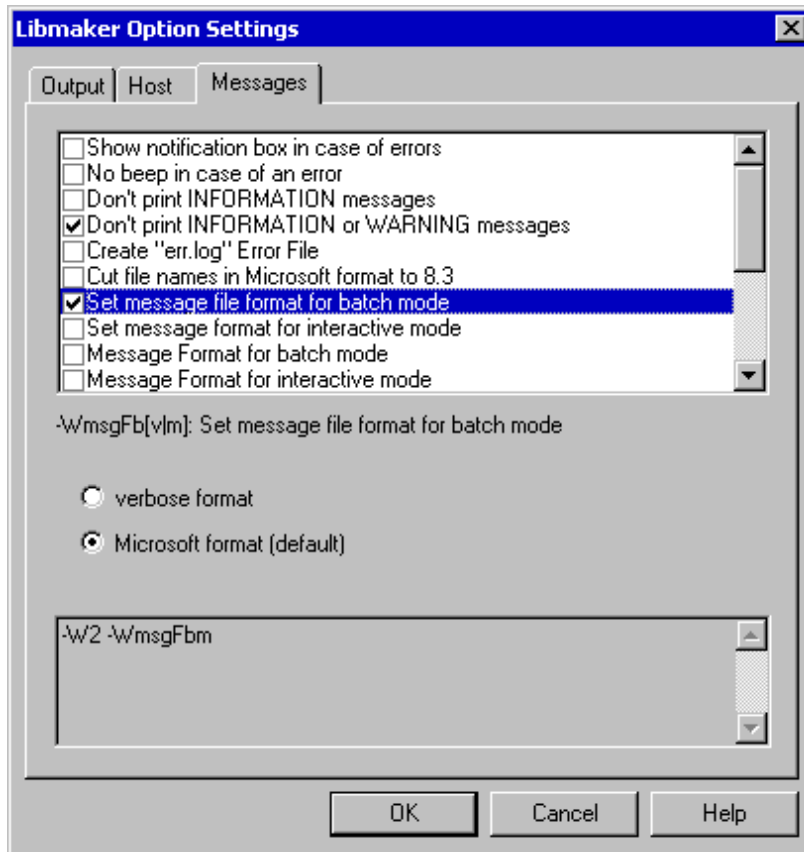 Libmaker Option Settings
Output Host Messages
Show notification box in case of errors
No beep in case of an error
Don't print INFORMATION messages
Don't print INFORMATION or WARNING messages
Create "err.log" Error File
Cut file names in Microsoft format to 8.3
Set message file format for batch mode
Set message format for interactive mode
Message Format for batch mode
Message Format for interactive mode
-WmsgFb[v|m]: Set message file format for batch mode
verbose format
Microsoft format (default)
-W2 -WmsgFbm
OK Cancel Help